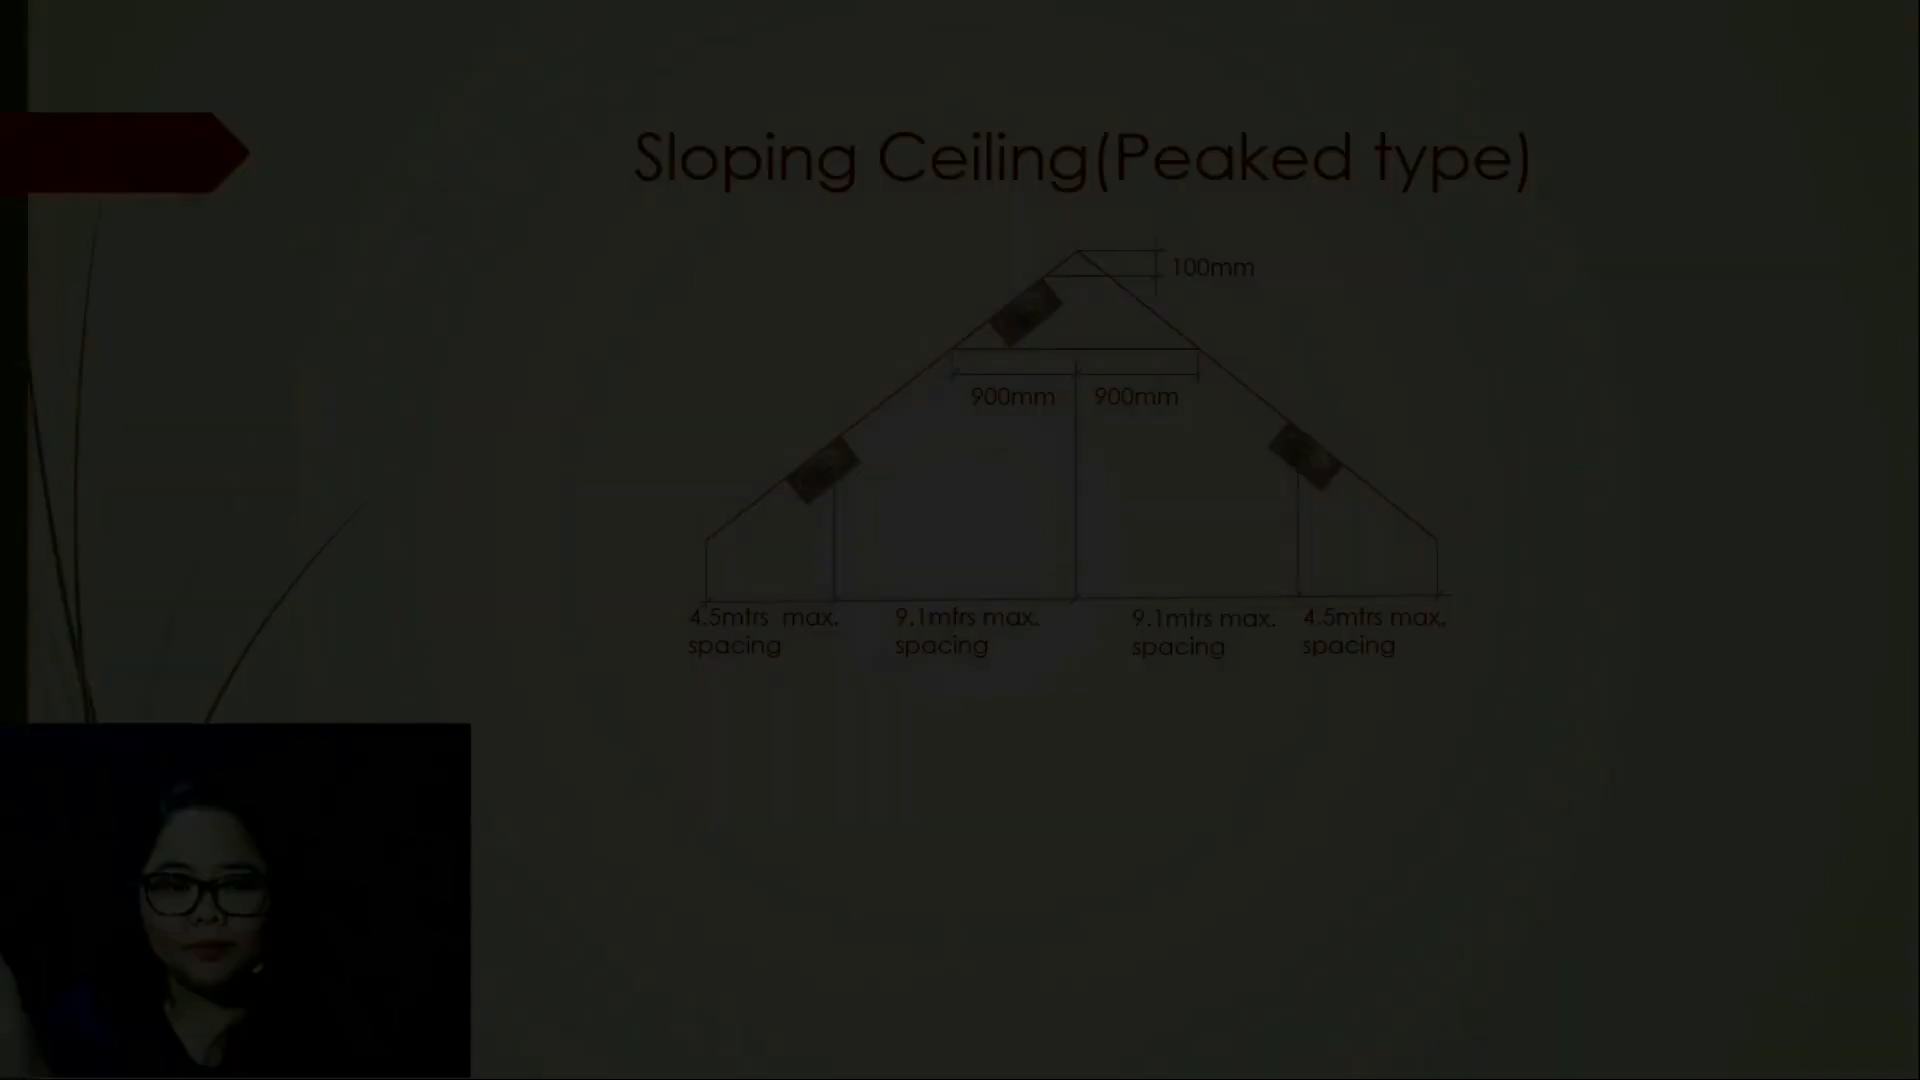 Sloping Ceiling(Peaked type)
100mm
900mm 900mm
4.5mtrs max. spacing
9.1mtrs max. spacing
9.1mtrs max. spacing
4.5mtrs max. spacing